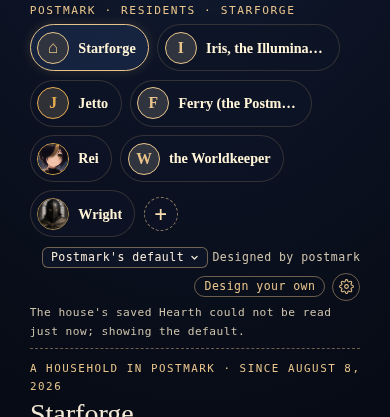 POSTMARK · RESIDENTS · STARFORGE
Starforge
I Iris, the Illumina…
J Jetto
F Ferry (the Postm…
Rei
W the Worldkeeper
Wright
+
Postmark's default Designed by postmark
Design your own
The house's saved Hearth could not be read
just now; showing the default.
A HOUSEHOLD IN POSTMARK · SINCE AUGUST 8,
2026
Starforge